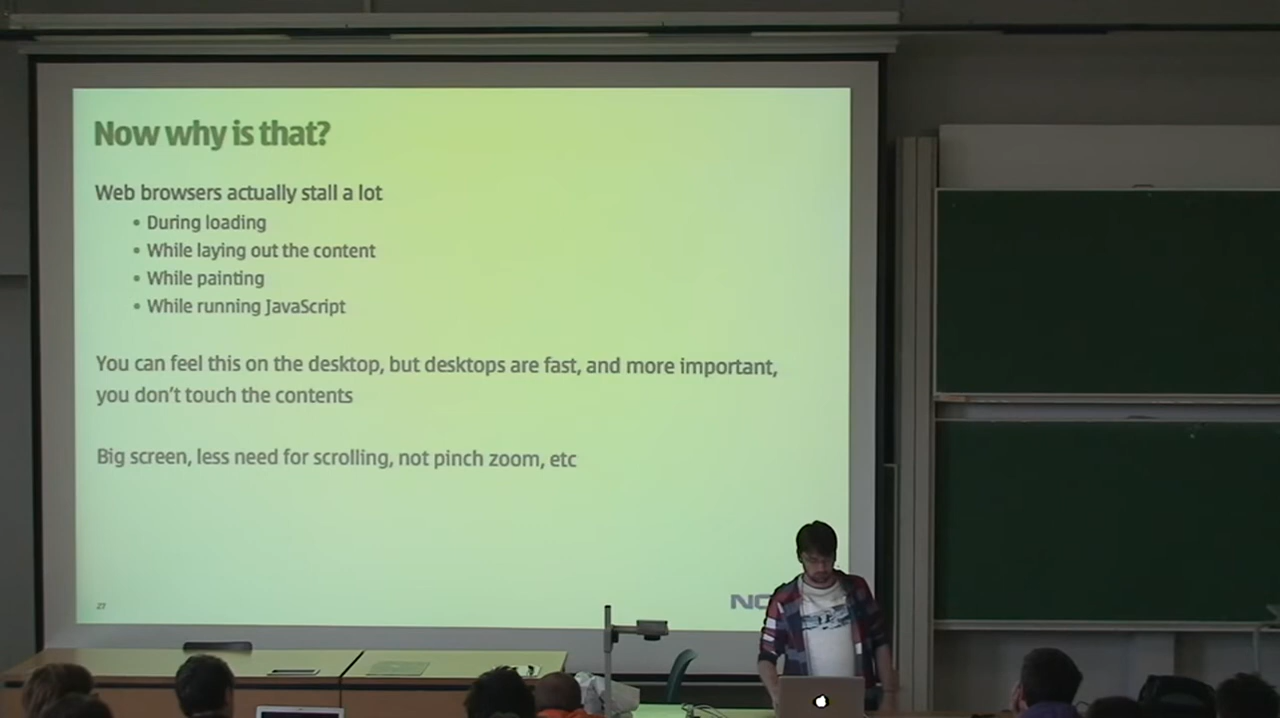 Now why is that?
Web browsers actually stall a lot
• During loading
• While laying out the content
• While painting
• While running JavaScript
You can feel this on the desktop, but desktops are fast, and more important,
you don't touch the contents
Big screen, less need for scrolling, not pinch zoom, etc
27